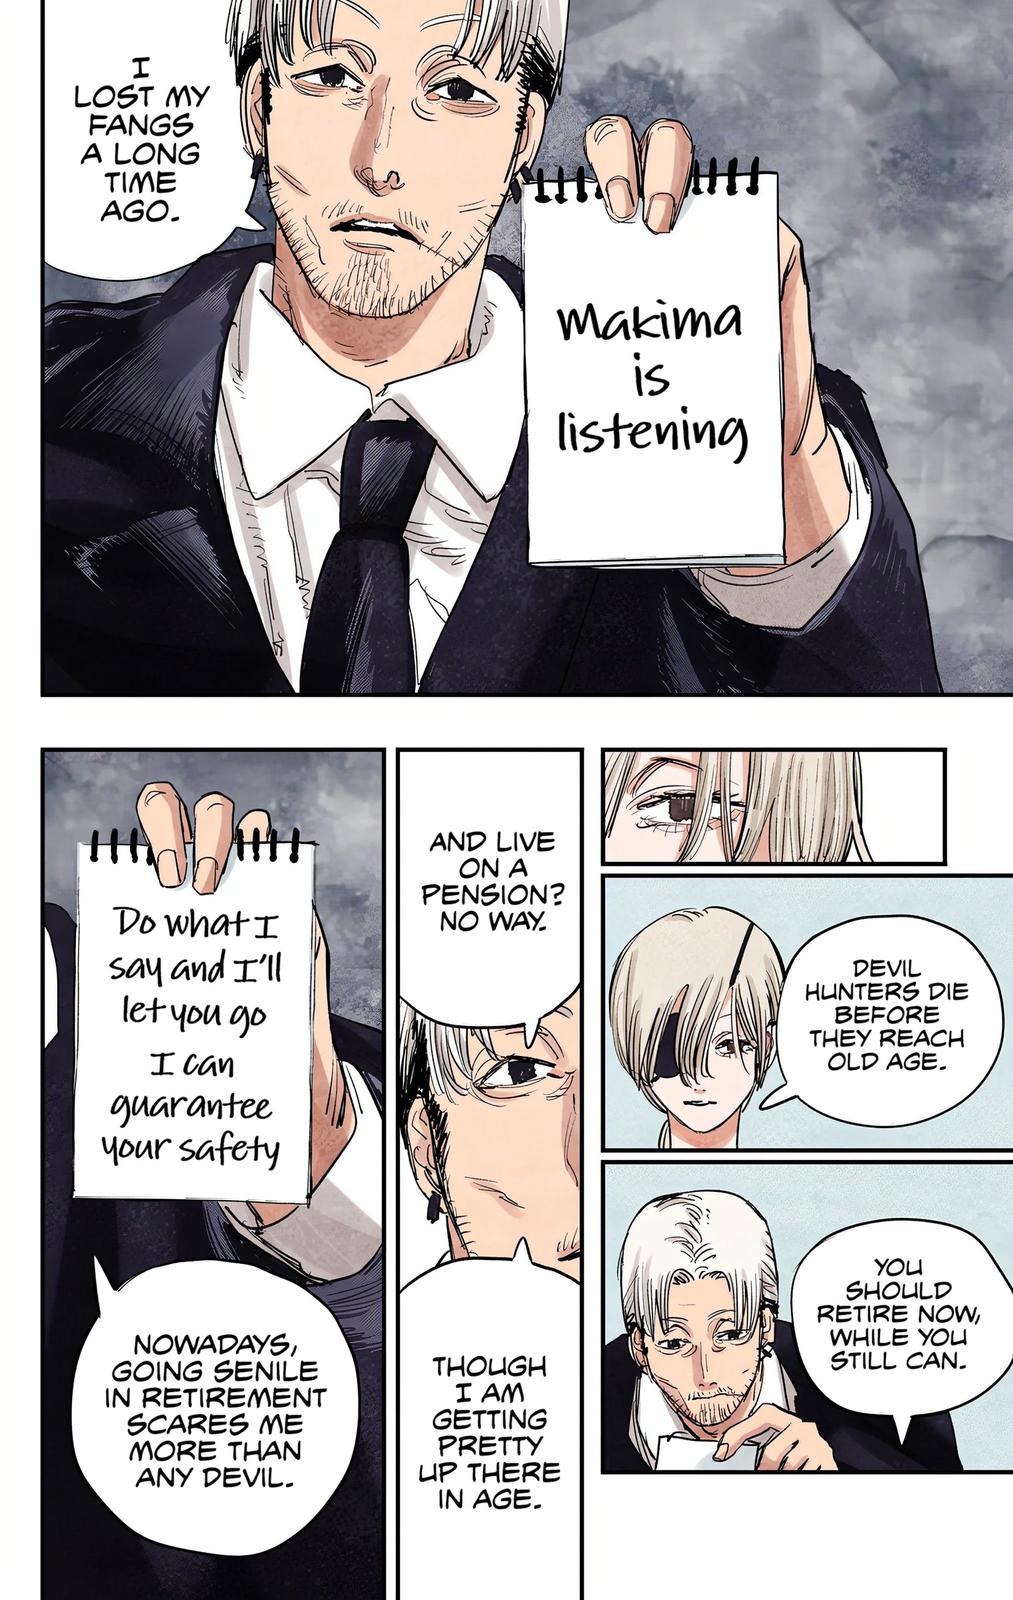 I
LOST MY
FANGS
A LONG
TIME
AGO.
Makima
is
listening
DEVIL
HUNTERS DIE
BEFORE
THEY REACH
OLD AGE.
YOU
SHOULD
RETIRE NOW,
WHILE YOU
STILL CAN.
AND LIVE
ON A
PENSION?
NO WAY.
THOUGH
I AM
GETTING
PRETTY
UP THERE
IN AGE.
Do what I
say and I'll
let you go
I can
guarantee
your safety
NOWADAYS,
GOING SENILE
IN RETIREMENT
SCARES ME
MORE THAN
ANY DEVIL.